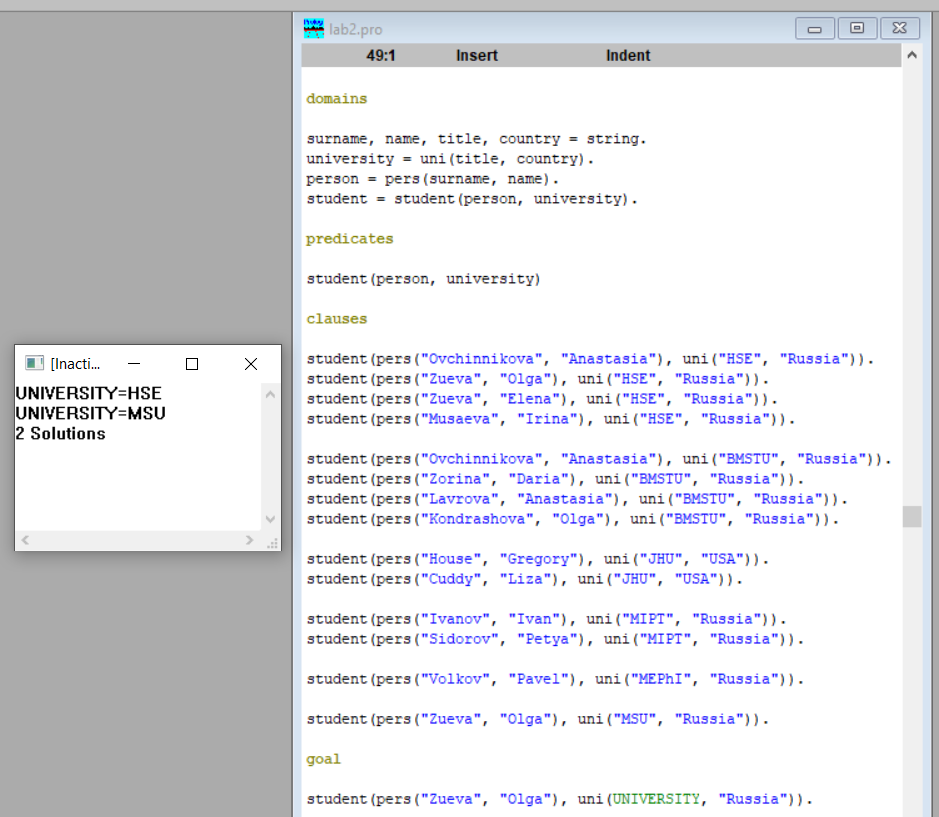 lab2.pro
49:1 Insert Indent
domains
surname, name, title, country = string.
university = uni(title, country).
person = pers(surname, name).
student = student(person, university).
predicates
student(person, university)
clauses
student(pers("Ovchinnikova", "Anastasia"), uni("HSE", "Russia")).
student(pers("Zueva", "Olga"), uni("HSE", "Russia")).
student(pers("Zueva", "Elena"), uni("HSE", "Russia")).
student(pers("Musaeva", "Irina"), uni("HSE", "Russia")).
student(pers("Ovchinnikova", "Anastasia"), uni("BMSTU", "Russia")).
student(pers("Zorina", "Daria"), uni("BMSTU", "Russia")).
student(pers("Lavrova", "Anastasia"), uni("BMSTU", "Russia")).
student(pers("Kondrashova", "Olga"), uni("BMSTU", "Russia")).
student(pers("House", "Gregory"), uni("JHU", "USA")).
student(pers("Cuddy", "Liza"), uni("JHU", "USA")).
student(pers("Ivanov", "Ivan"), uni("MIPT", "Russia")).
student(pers("Sidorov", "Petya"), uni("MIPT", "Russia")).
student(pers("Volkov", "Pavel"), uni("MEPhI", "Russia")).
student(pers("Zueva", "Olga"), uni("MSU", "Russia")).
goal
student(pers("Zueva", "Olga"), uni(UNIVERSITY, "Russia")).
[Inacti...
UNIVERSITY=HSE
UNIVERSITY=MSU
2 Solutions